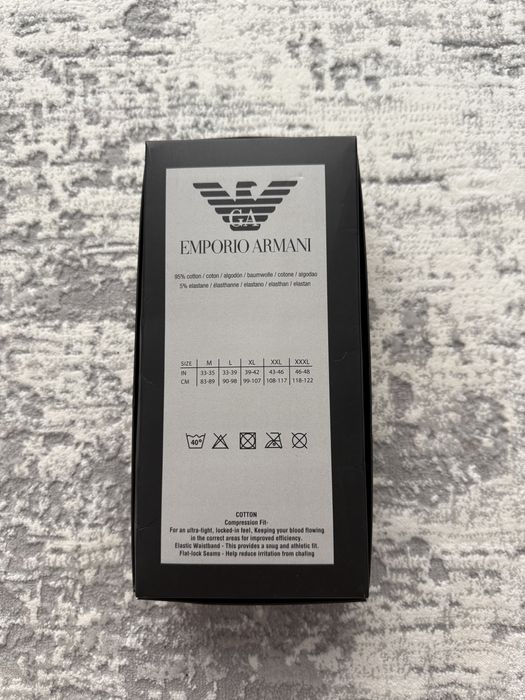 GA
EMPORIO ARMANI
95% cotton / coton / algodón / baumwolle / cotone / algodao
5% elastane / élasthanne / elastano / elasthan / elastan
SIZE M L XL XXL XXXL
IN 33-35 33-39 39-42 43-46 46-48
CM 83-89 90-98 99-107 108-117 118-122
40°
COTTON
Compression Fit-
For an ultra-tight, locked-in feel, Keeping your blood flowing
in the correct areas for improved efficiency.
Elastic Waistband - This provides a snug and athletic fit.
Flat-lock Seams - Help reduce irritation from chafing